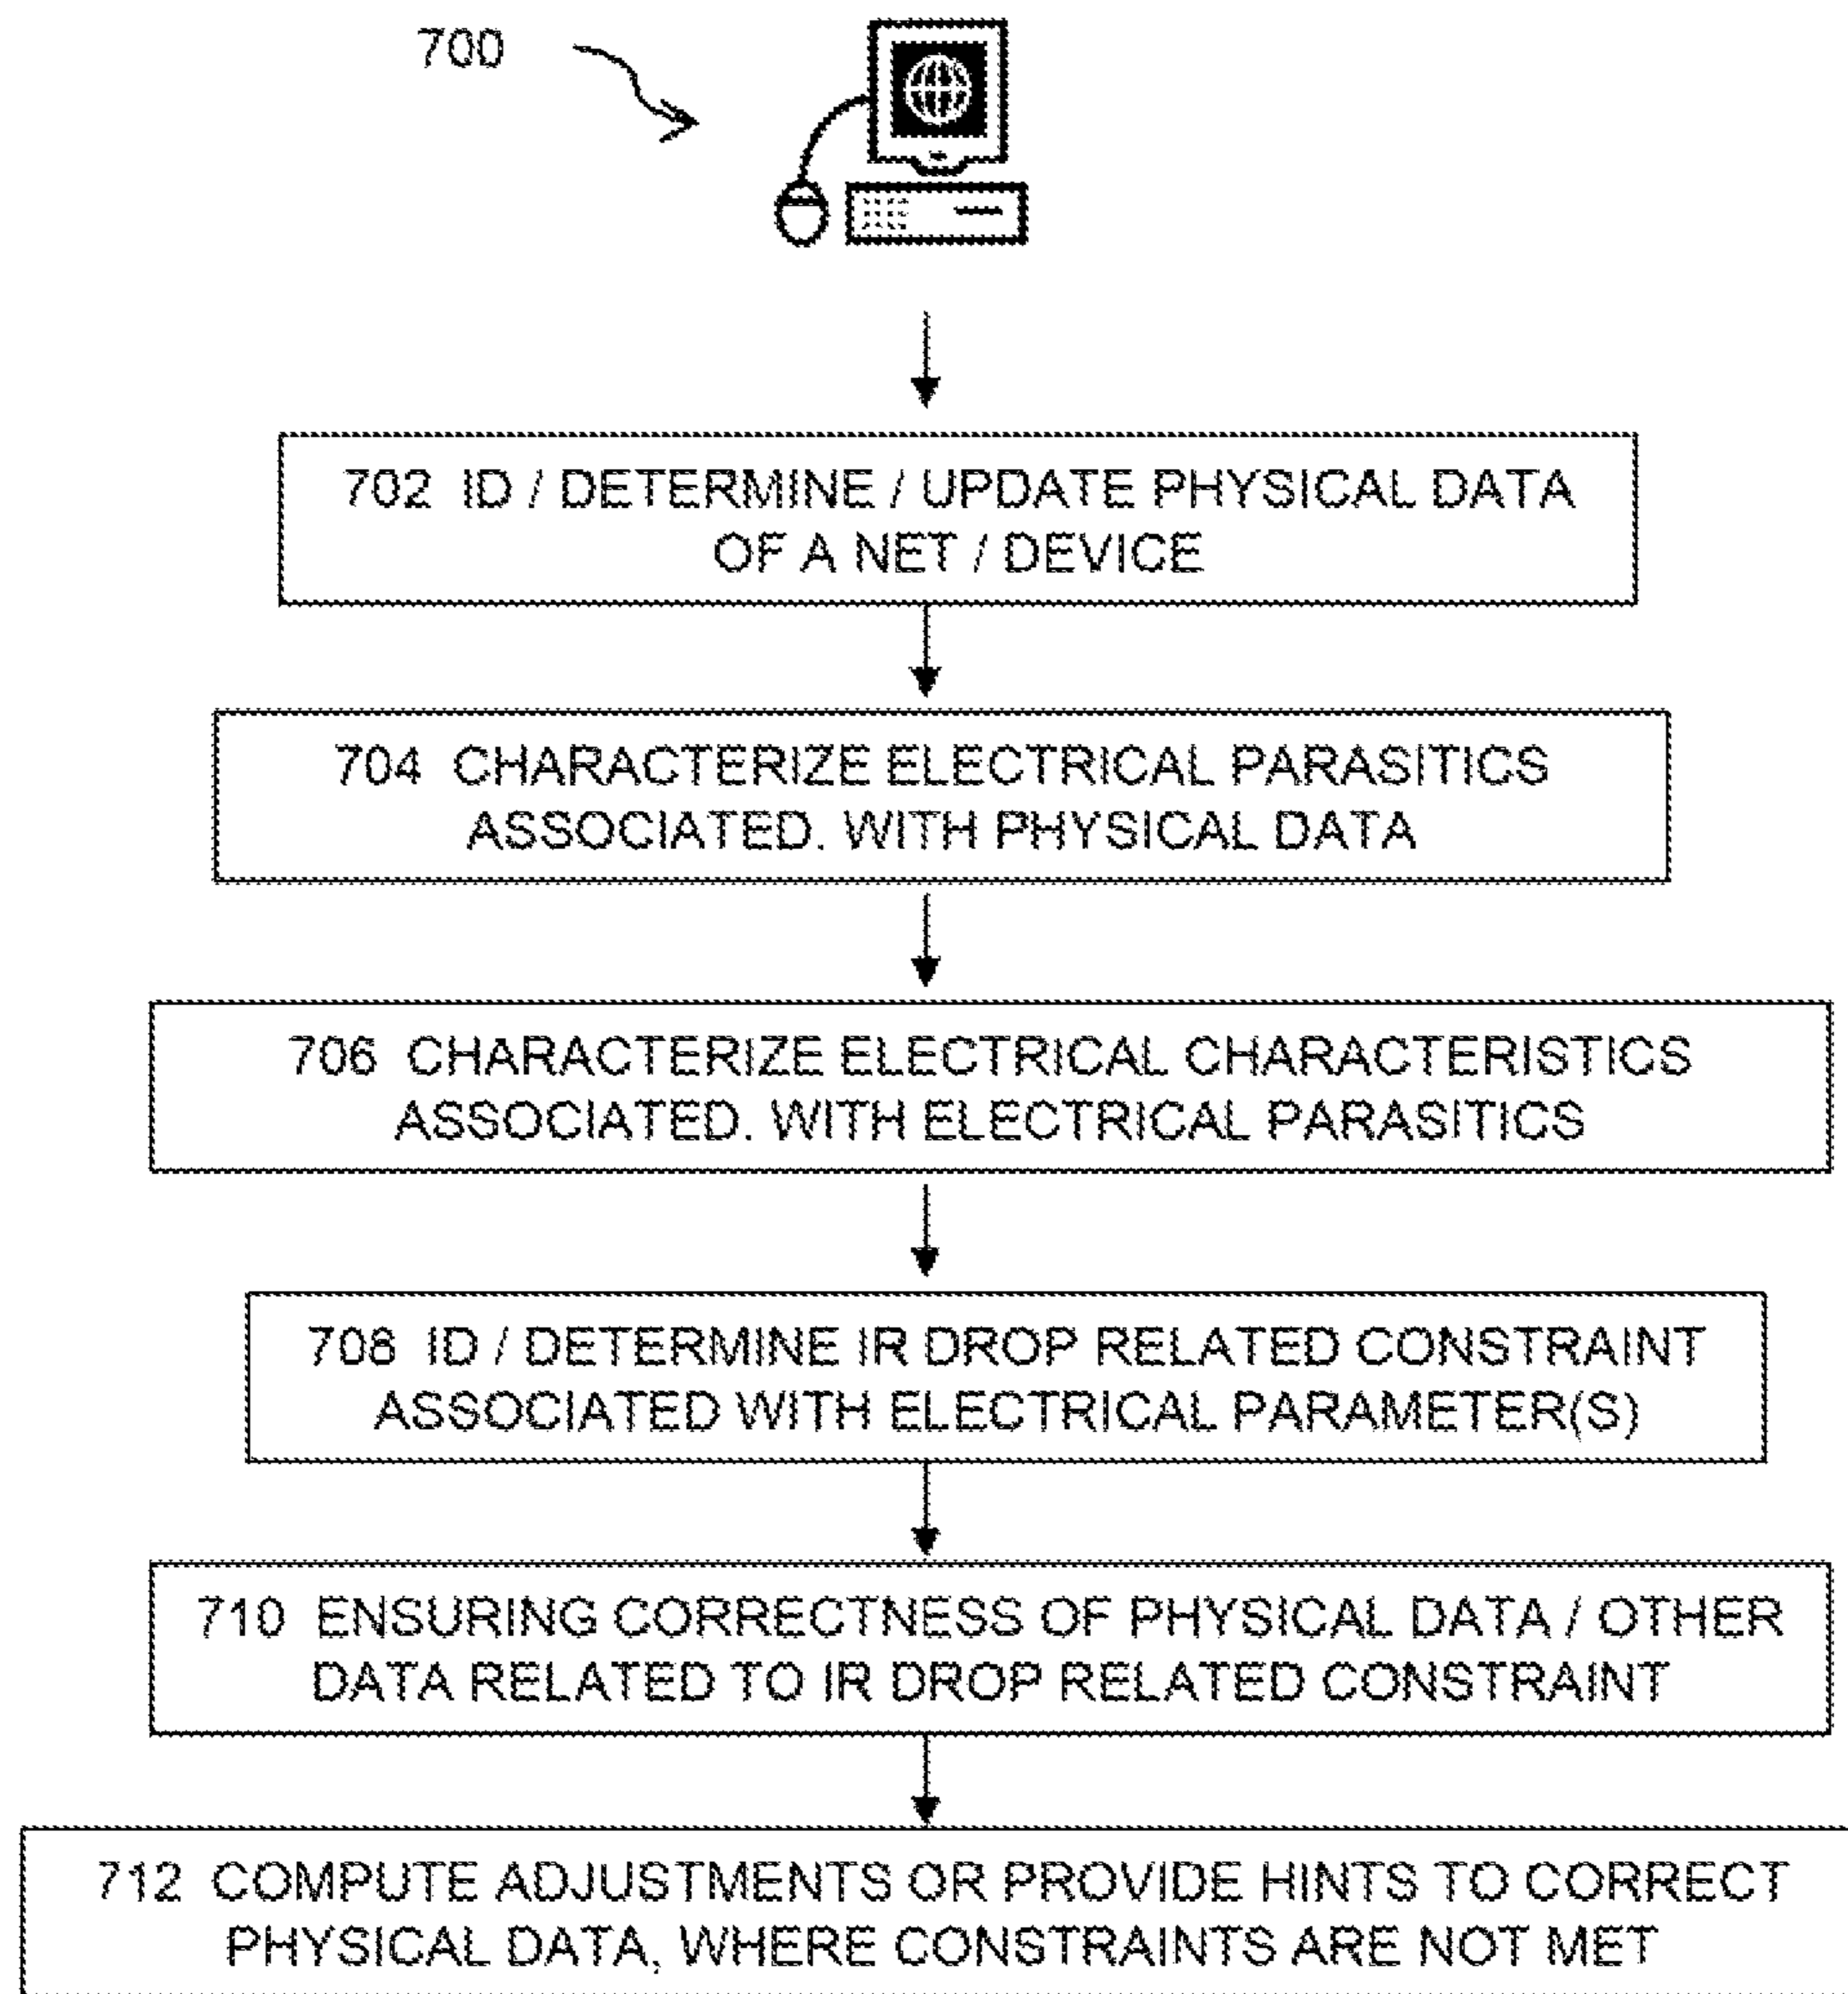 700
702 ID / DETERMINE / UPDATE PHYSICAL DATA
OF A NET / DEVICE
704 CHARACTERIZE ELECTRICAL PARASITICS
ASSOCIATED. WITH PHYSICAL DATA
706 CHARACTERIZE ELECTRICAL CHARACTERISTICS
ASSOCIATED. WITH ELECTRICAL PARASITICS
708 ID / DETERMINE IR DROP RELATED CONSTRAINT
ASSOCIATED WITH ELECTRICAL PARAMETER(S)
710 ENSURING CORRECTNESS OF PHYSICAL DATA / OTHER
DATA RELATED TO IR DROP RELATED CONSTRAINT
712 COMPUTE ADJUSTMENTS OR PROVIDE HINTS TO CORRECT
PHYSICAL DATA, WHERE CONSTRAINTS ARE NOT MET